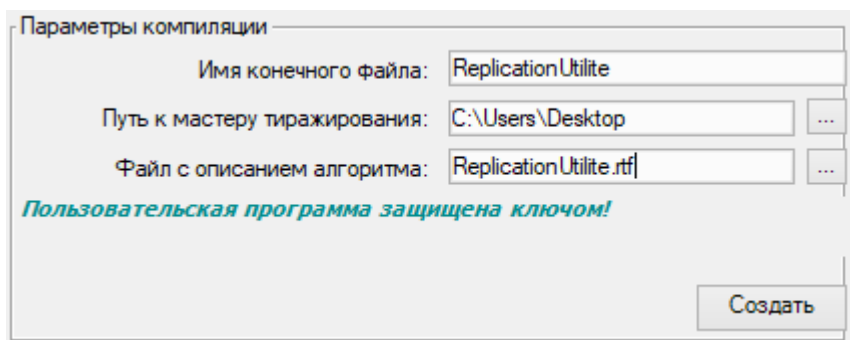 Параметры компиляции
Имя конечного файла: ReplicationUtilite
Путь к мастеру тиражирования: C:\Users\Desktop ...
Файл с описанием алгоритма: ReplicationUtilite.rtf ...
Пользовательская программа защищена ключом!
Создать